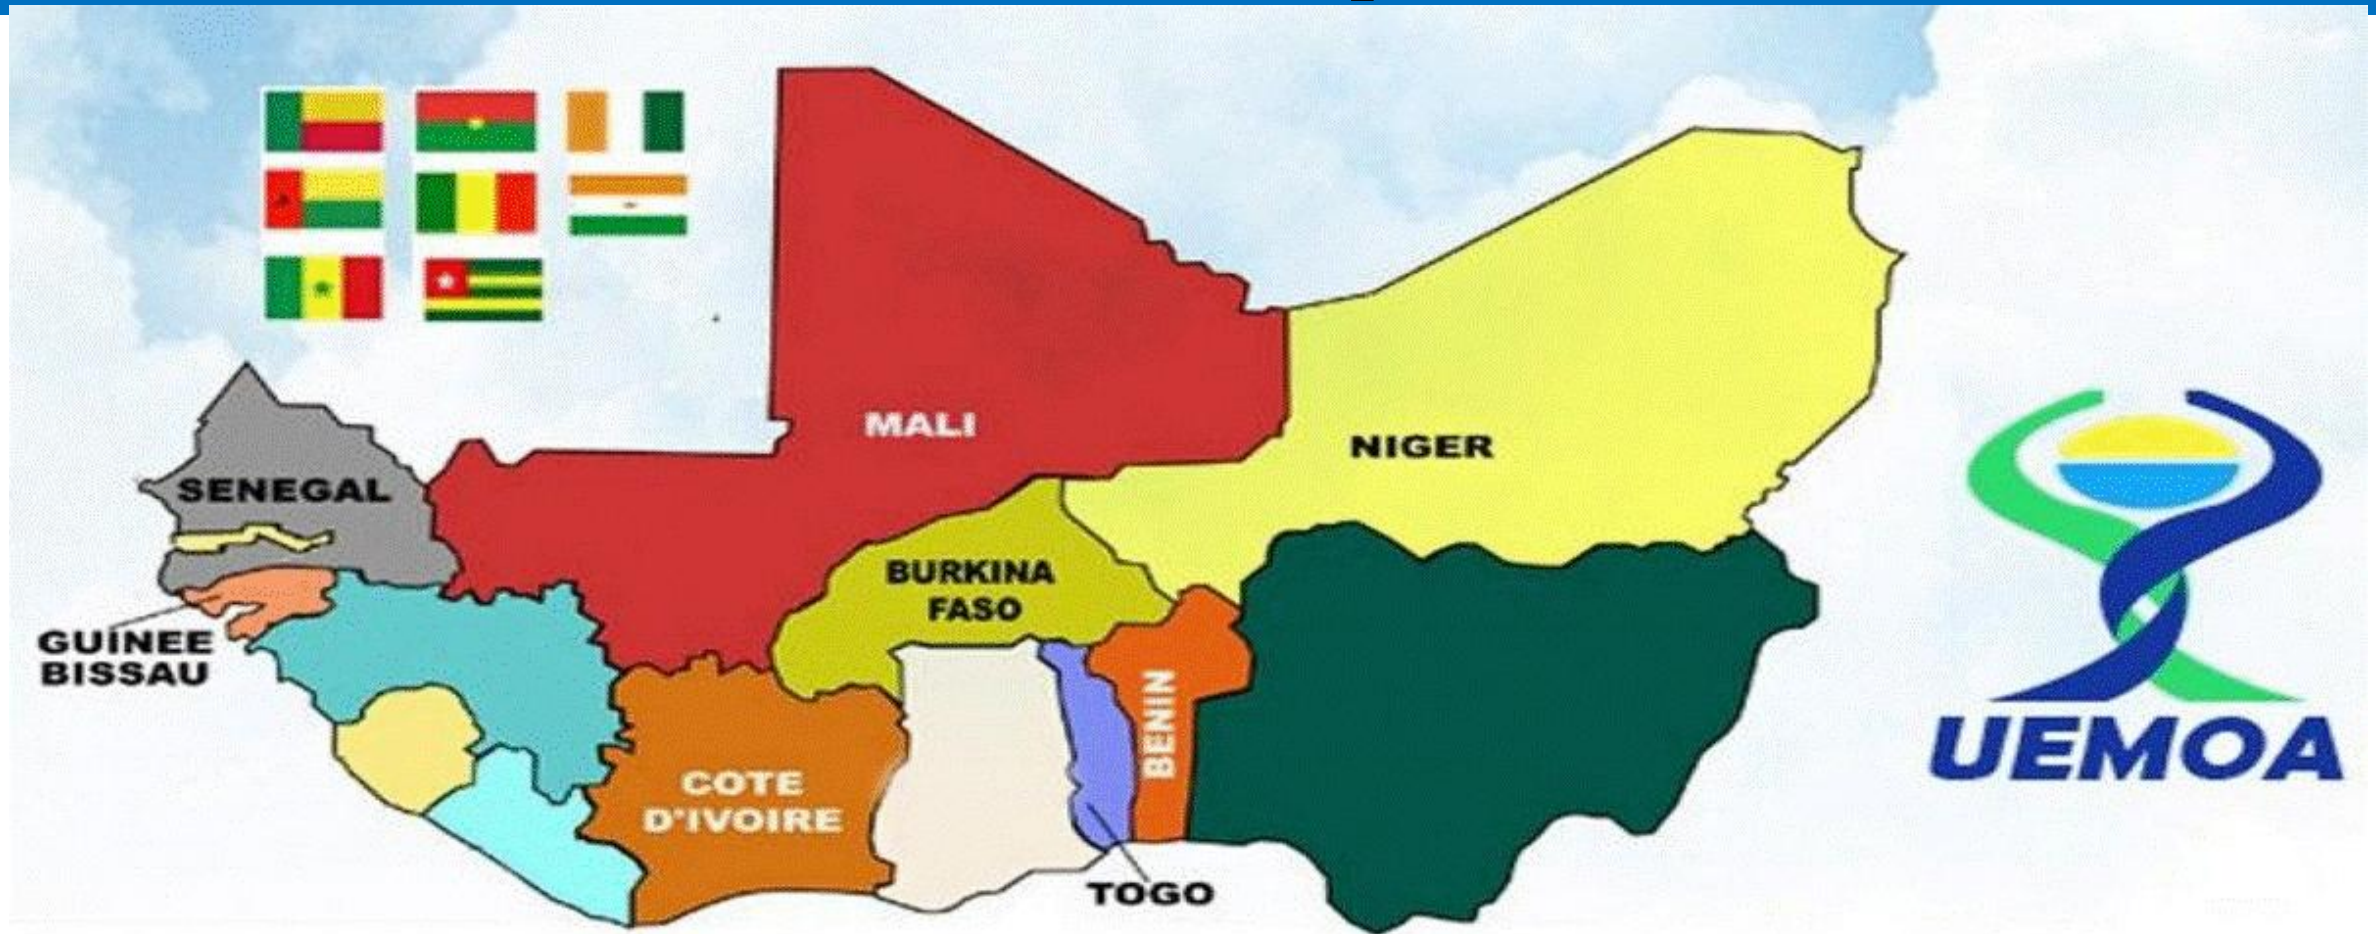 MALI
NIGER
SENEGAL
BURKINA
FASO
GUINEE
BISSAU
BENIN
COTE
D'IVOIRE
TOGO
UEMOA